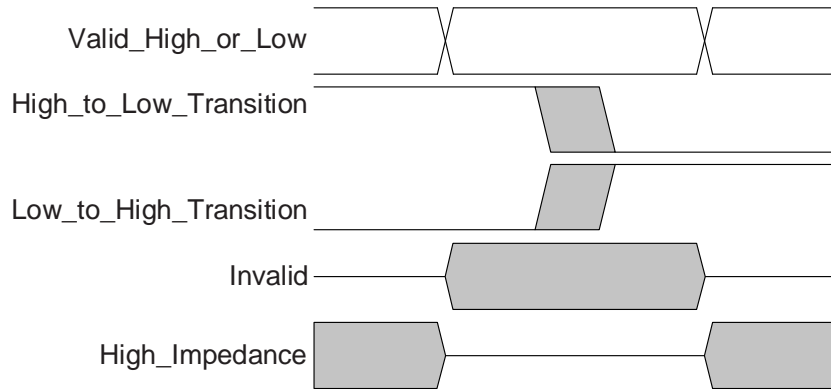 Valid_High_or_Low
High_to_Low_Transition
Low_to_High_Transition
Invalid
High_Impedance